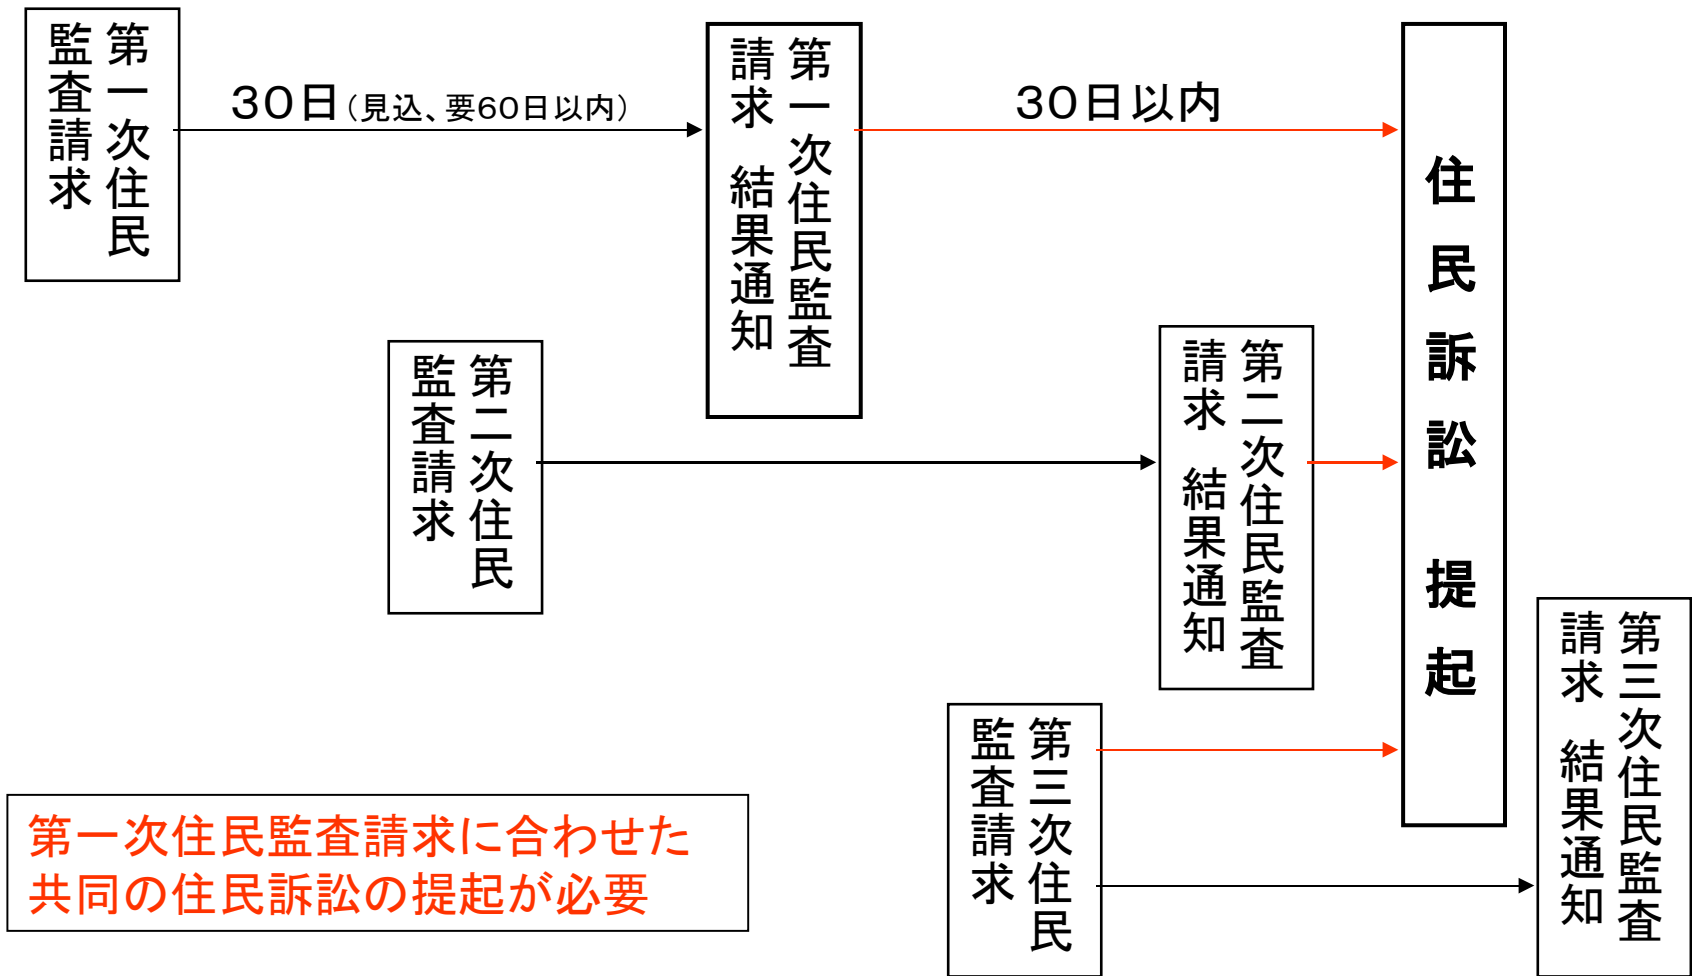 第一次住民
監査請求
30日(見込、要60日以内)
第一次住民監査
請求 結果通知
30日以内
住民訴訟 提起
第二次住民
監査請求
第二次住民監査
請求 結果通知
第三次住民
監査請求
第三次住民監査
請求 結果通知
第一次住民監査請求に合わせた
共同の住民訴訟の提起が必要